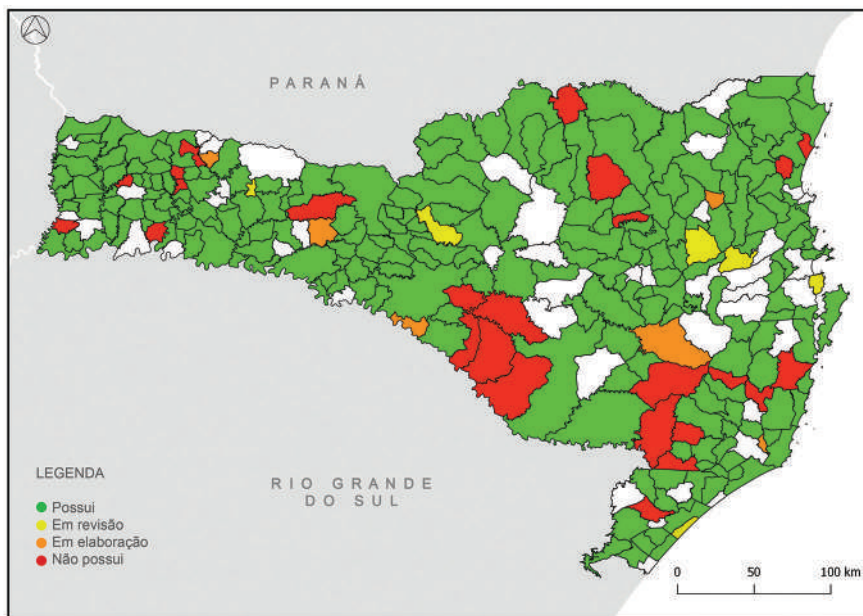 PARANÁ
RIO GRANDE
DO SUL
LEGENDA
Possui
Em revisão
Em elaboração
Não possui
0 50 100 km